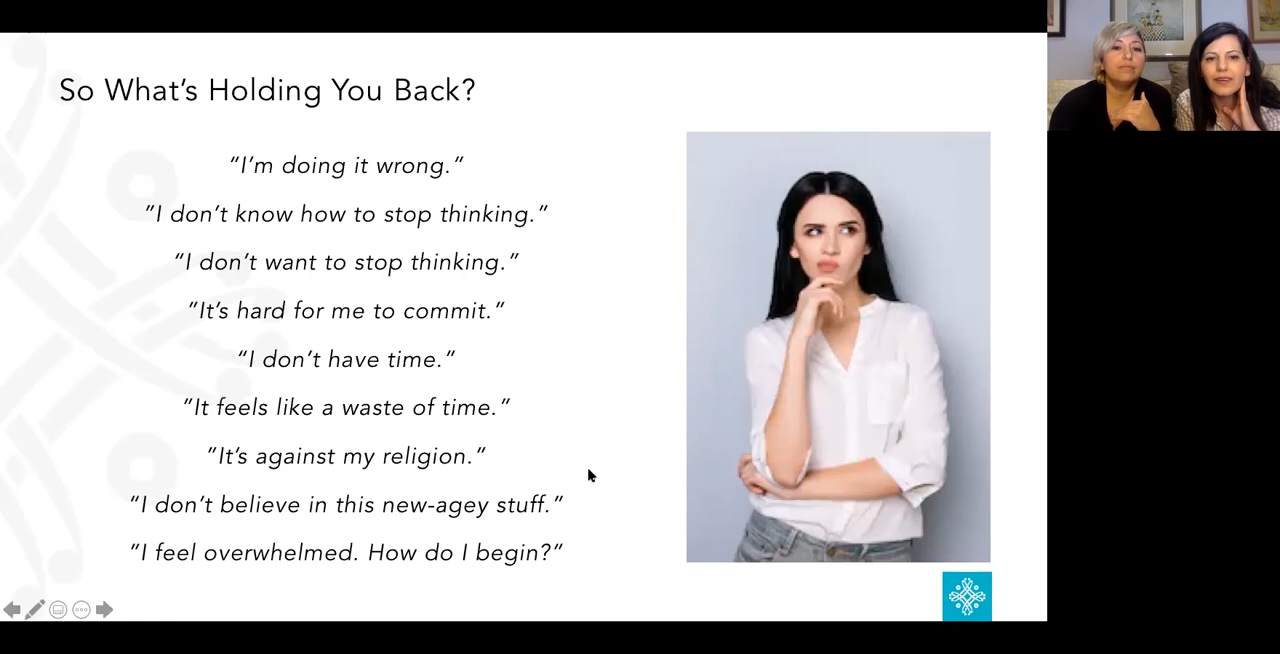 So What’s Holding You Back?
“I’m doing it wrong.”
“I don’t know how to stop thinking.”
“I don’t want to stop thinking.”
“It’s hard for me to commit.”
“I don’t have time.”
“It feels like a waste of time.”
“It’s against my religion.”
“I don’t believe in this new-agey stuff.”
“I feel overwhelmed. How do I begin?”